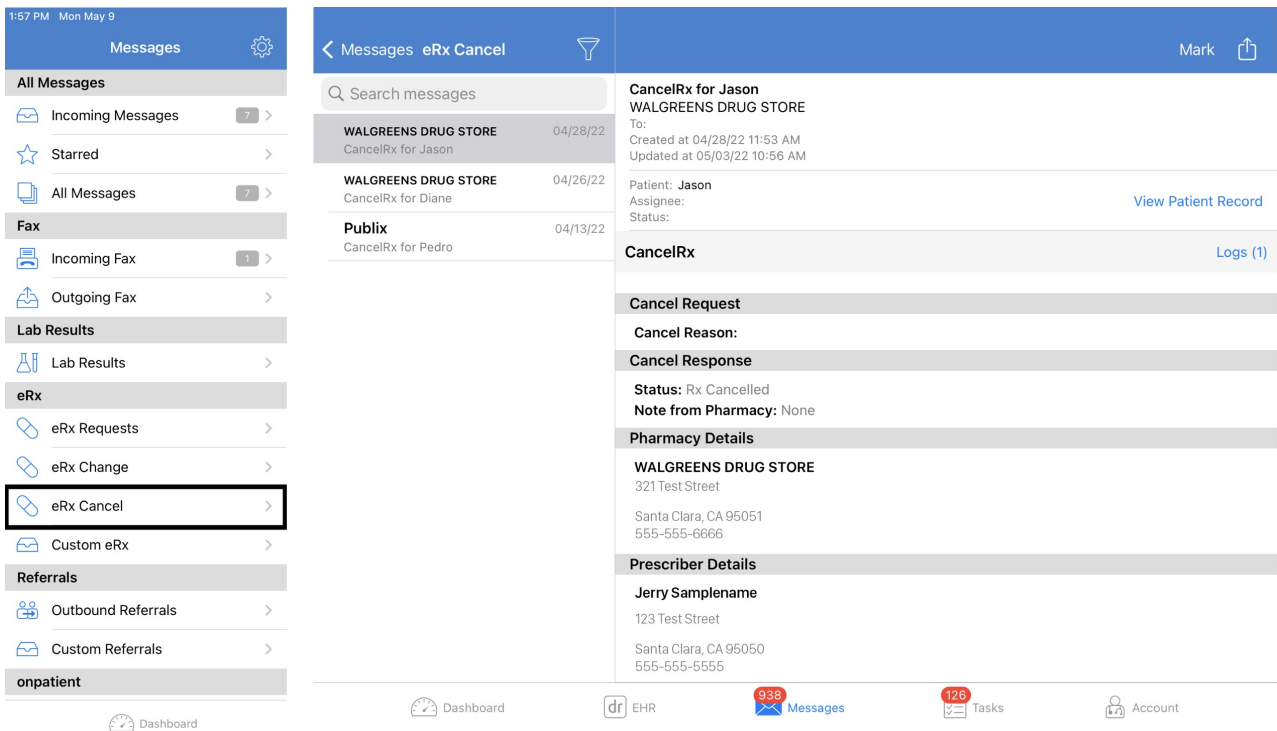 1:57 PM Mon May 9
Messages
All Messages
Incoming Messages 7
Starred
All Messages 7
Fax
Incoming Fax 1
Outgoing Fax
Lab Results
Lab Results
eRx
eRx Requests
eRx Change
eRx Cancel
Custom eRx
Referrals
Outbound Referrals
Custom Referrals
onpatient
Dashboard
Messages eRx Cancel
Search messages
WALGREENS DRUG STORE 04/28/22
CancelRx for Jason
WALGREENS DRUG STORE 04/26/22
CancelRx for Diane
Publix 04/13/22
CancelRx for Pedro
Mark
CancelRx for Jason
WALGREENS DRUG STORE
To:
Created at 04/28/22 11:53 AM
Updated at 05/03/22 10:56 AM
Patient: Jason
Assignee:
View Patient Record
Status:
CancelRx Logs (1)
Cancel Request
Cancel Reason:
Cancel Response
Status: Rx Cancelled
Note from Pharmacy: None
Pharmacy Details
WALGREENS DRUG STORE
321 Test Street
Santa Clara, CA 95051
555-555-6666
Prescriber Details
Jerry Samplename
123 Test Street
Santa Clara, CA 95050
555-555-5555
Dashboard dr EHR 938 Messages 126 Tasks Account